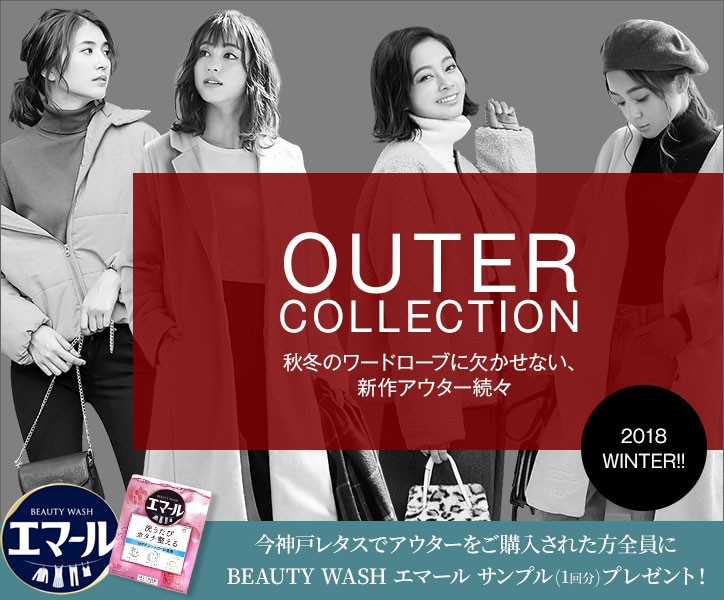 OUTER
COLLECTION
秋冬のワードローブに欠かせない、
新作アウター続々
2018
WINTER!!
BEAUTY WASH
エマール
BEAUTY WASH
エマール
洗うたび
カタチ整える
今神戸レタスでアウターをご購入された方全員に
BEAUTY WASH エマール サンプル(1回分)プレゼント!